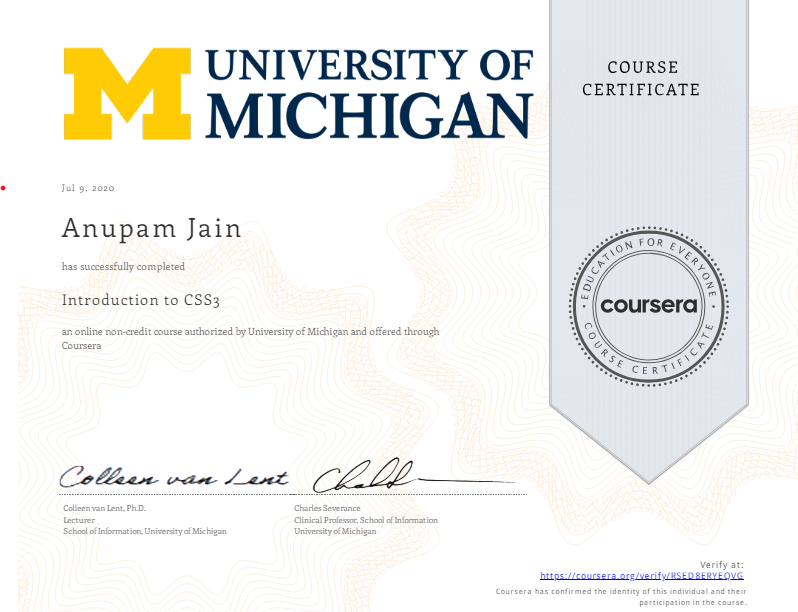 UNIVERSITY OF
MICHIGAN
COURSE
CERTIFICATE
Jul 9, 2020
Anupam Jain
has successfully completed
Introduction to CSS3
an online non-credit course authorized by University of Michigan and offered through
Coursera
EDUCATION FOR EVERYONE
coursera
COURSE CERTIFICATE
Colleen van Lent
Colleen van Lent, Ph.D.
Lecturer
School of Information, University of Michigan
Charles Severance
Clinical Professor, School of Information
University of Michigan
Verify at:
https://coursera.org/verify/RSED8ERYEQVG
Coursera has confirmed the identity of this individual and their
participation in the course.